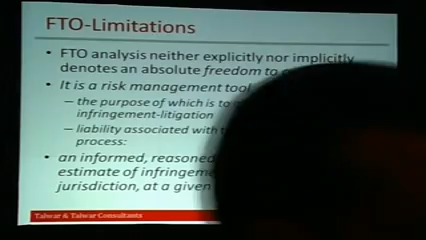 FTO-Limitations
• FTO analysis neither explicitly nor implicitly
denotes an absolute freedom to
• It is a risk management tool
– the purpose of which is to
infringement-litigation
– liability associated with
process:
• an informed, reasoned
estimate of
jurisdiction, at a given
Talwar & Talwar Consultants